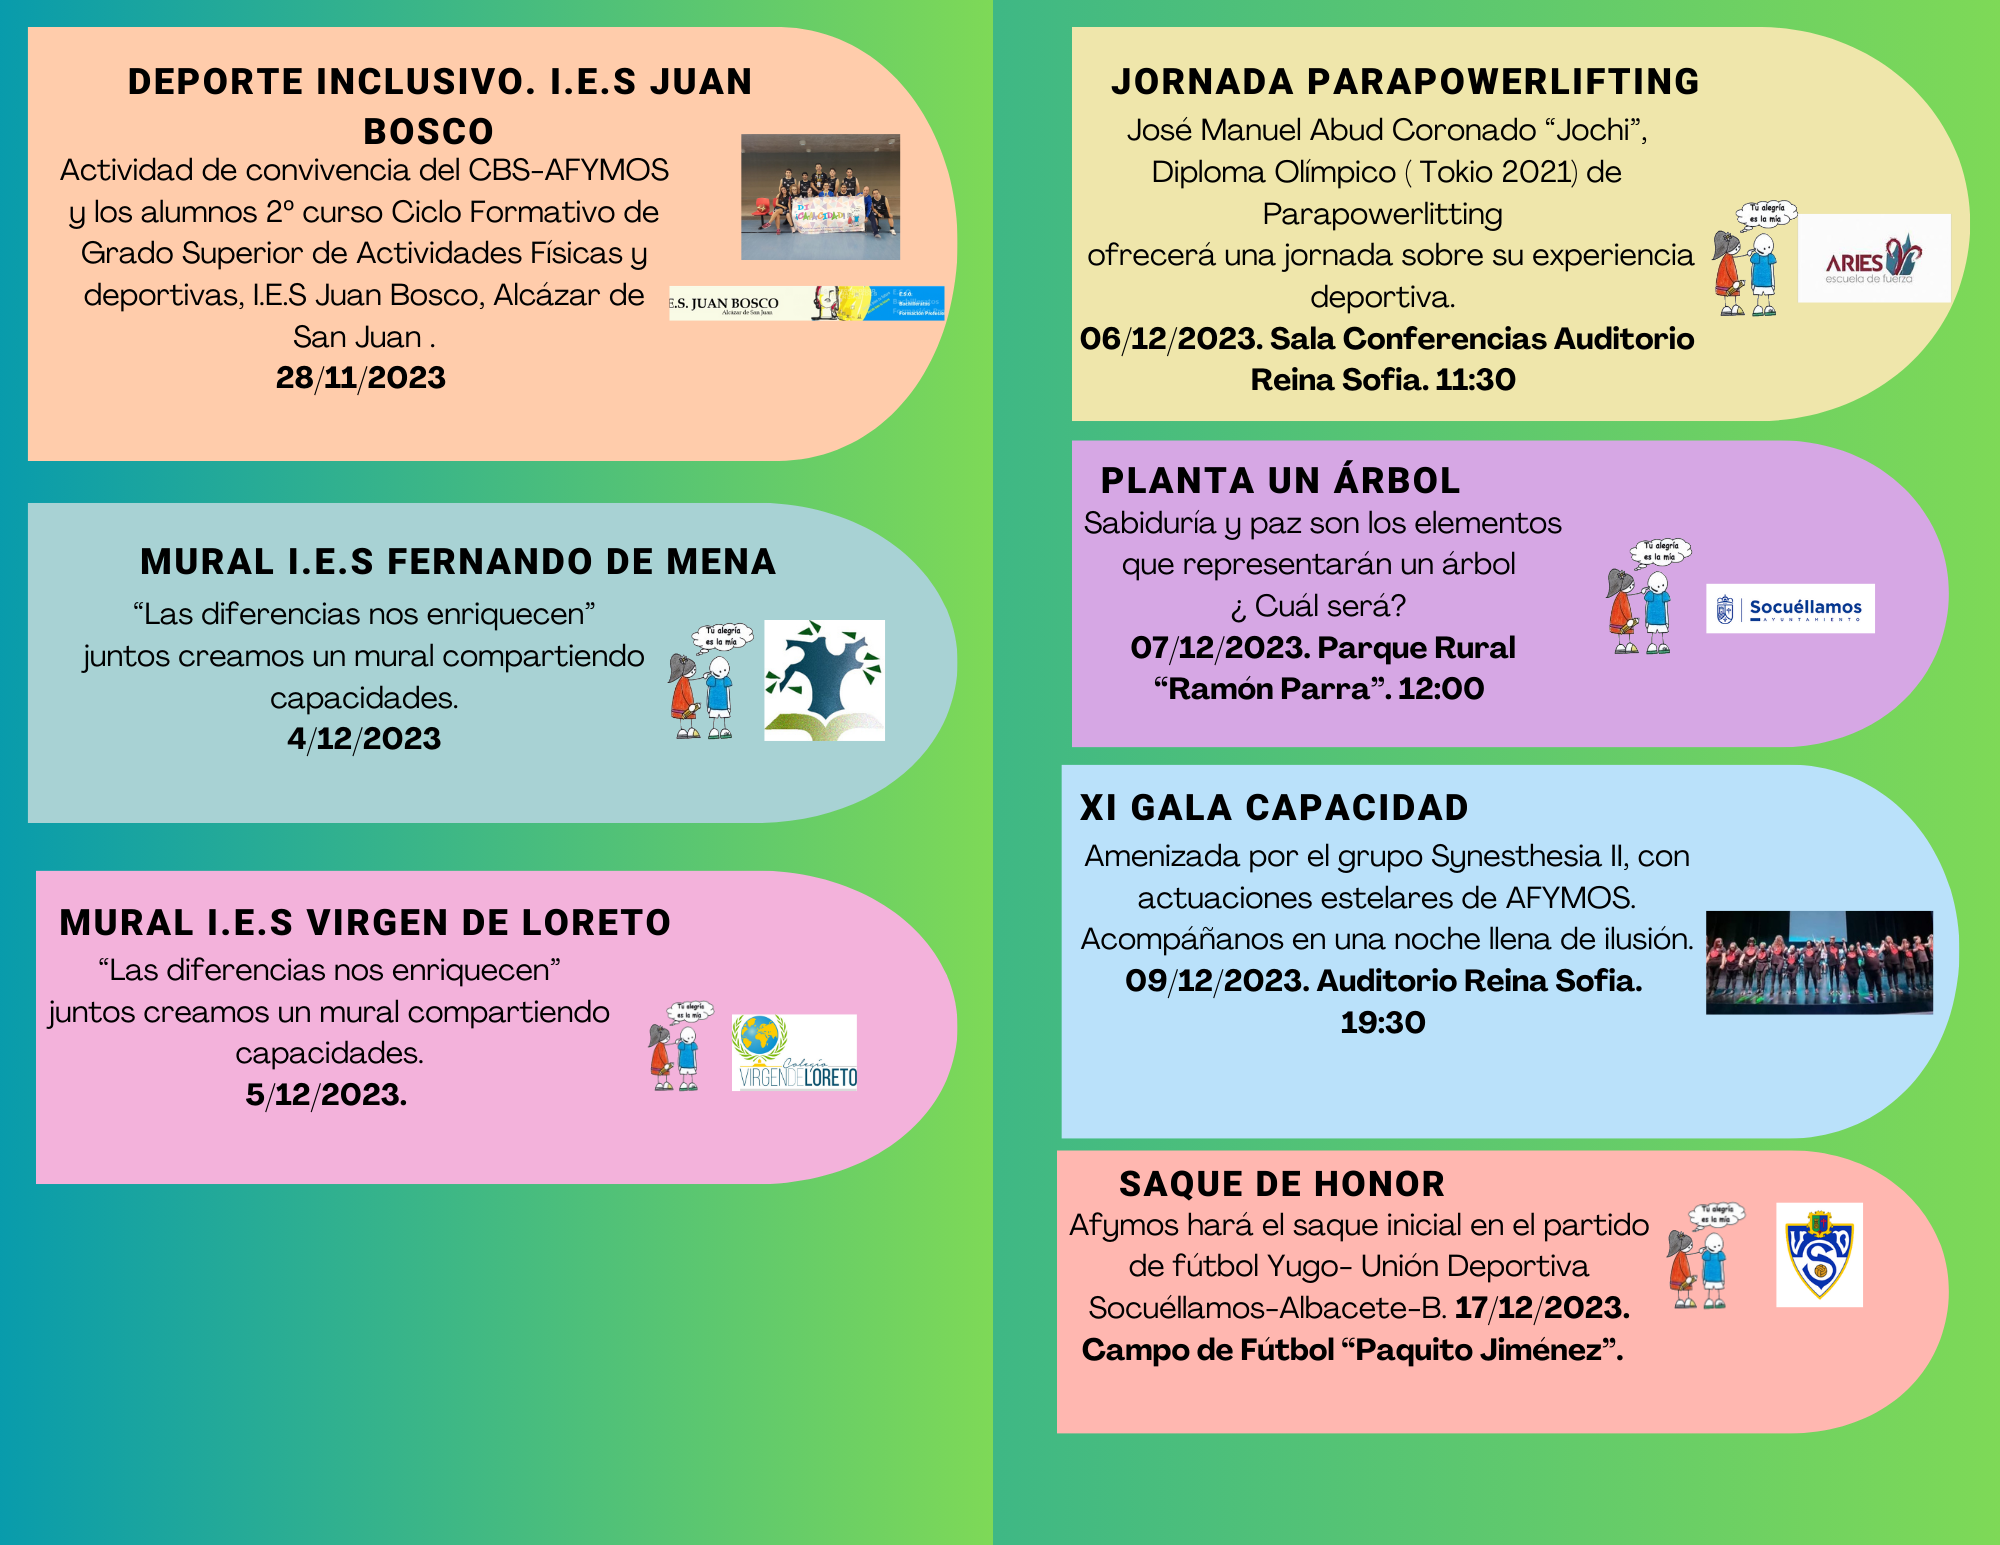 DEPORTE INCLUSIVO. I.E.S JUAN
BOSCO
Actividad de convivencia del CBS-AFYMOS
y los alumnos 2º curso Ciclo Formativo de
Grado Superior de Actividades Físicas y
deportivas, I.E.S Juan Bosco, Alcázar de
San Juan .
28/11/2023
E.S. JUAN BOSCO
Alcázar de San Juan
MURAL I.E.S FERNANDO DE MENA
“Las diferencias nos enriquecen”
juntos creamos un mural compartiendo
capacidades.
4/12/2023
Tú alegría
es la mía
MURAL I.E.S VIRGEN DE LORETO
“Las diferencias nos enriquecen”
juntos creamos un mural compartiendo
capacidades.
5/12/2023.
Tú alegría
es la mía
Colegio
VIRGENDELORETO
JORNADA PARAPOWERLIFTING
José Manuel Abud Coronado “Jochi”,
Diploma Olímpico ( Tokio 2021) de
Parapowerlitting
ofrecerá una jornada sobre su experiencia
deportiva.
06/12/2023. Sala Conferencias Auditorio
Reina Sofia. 11:30
Tú alegría
es la mía
ARIES
escuela de fuerza
PLANTA UN ÁRBOL
Sabiduría y paz son los elementos
que representarán un árbol
¿ Cuál será?
07/12/2023. Parque Rural
“Ramón Parra”. 12:00
Tú alegría
es la mía
Socuéllamos
AYUNTAMIENTO
XI GALA CAPACIDAD
Amenizada por el grupo Synesthesia II, con
actuaciones estelares de AFYMOS.
Acompáñanos en una noche llena de ilusión.
09/12/2023. Auditorio Reina Sofia.
19:30
SAQUE DE HONOR
Afymos hará el saque inicial en el partido
de fútbol Yugo- Unión Deportiva
Socuéllamos-Albacete-B. 17/12/2023.
Campo de Fútbol “Paquito Jiménez”.
Tú alegría
es la mía